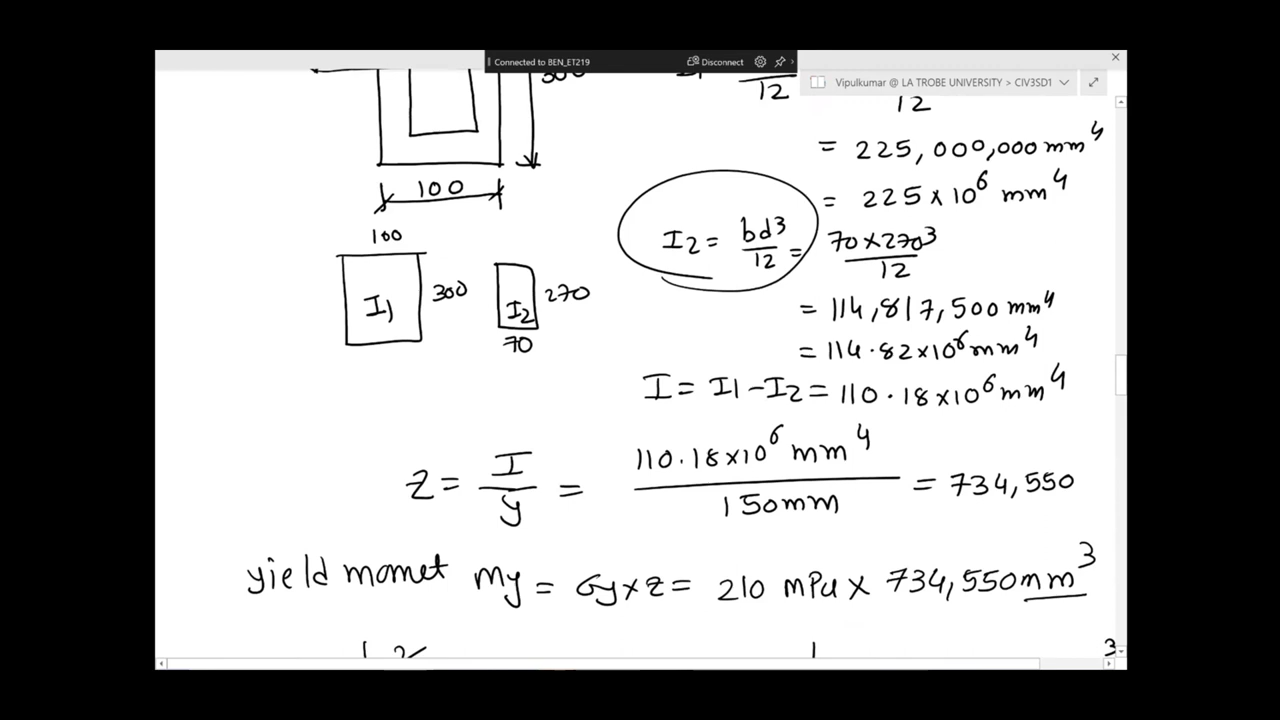 Connected to BEN_ET219 Disconnect
Vipulkumar @ LA TROBE UNIVERSITY > CIV3SD1
300
12
12
= 225,000,000 mm⁴
100
= 225 × 10⁶ mm⁴
I₂ = bd³/12 = 70 × 270³/12
100
I₁ 300 I₂ 270
70
= 114,817,500 mm⁴
= 114.82 × 10⁶ mm⁴
I = I₁ - I₂ = 110.18 × 10⁶ mm⁴
Z = I/y = 110.18 × 10⁶ mm⁴ / 150mm = 734,550
yield momet My = σy × Z = 210 MPa × 734,550 mm³